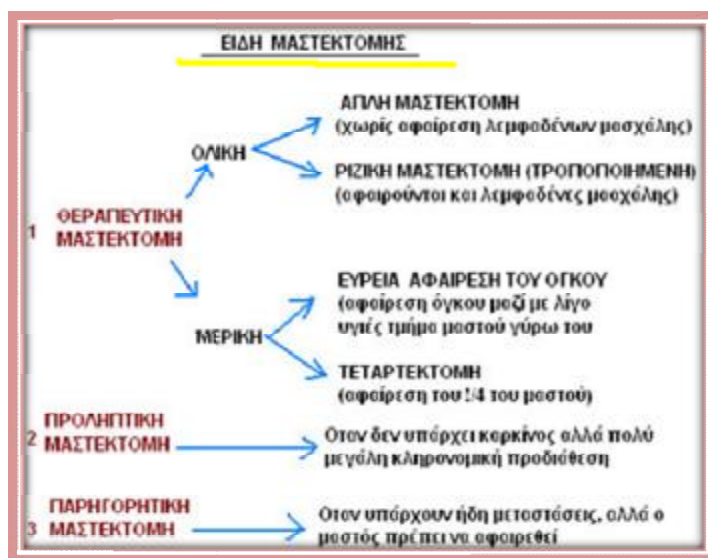 ΕΙΔΗ ΜΑΣΤΕΚΤΟΜΗΣ
ΑΠΛΗ ΜΑΣΤΕΚΤΟΜΗ
(χωρίς αφαίρεση λεμφαδένων μασχάλης)
ΟΛΙΚΗ
ΡΙΖΙΚΗ ΜΑΣΤΕΚΤΟΜΗ (ΤΡΟΠΟΠΟΙΗΜΕΝΗ)
(αφαιρούνται και λεμφαδένες μασχάλης)
1 ΘΕΡΑΠΕΥΤΙΚΗ
ΜΑΣΤΕΚΤΟΜΗ
ΕΥΡΕΙΑ ΑΦΑΙΡΕΣΗ ΤΟΥ ΟΓΚΟΥ
(αφαίρεση όγκου μαζί με λίγο
υγιές τμήμα μαστού γύρω του
ΜΕΡΙΚΗ
ΤΕΤΑΡΤΕΚΤΟΜΗ
(αφαίρεση του 1/4 του μαστού)
2 ΠΡΟΛΗΠΤΙΚΗ
ΜΑΣΤΕΚΤΟΜΗ
Οταν δεν υπάρχει καρκίνος αλλά πολύ
μεγάλη κληρονομική προδιάθεση
3 ΠΑΡΗΓΟΡΗΤΙΚΗ
ΜΑΣΤΕΚΤΟΜΗ
Οταν υπάρχουν ήδη μεταστάσεις, αλλά ο
μαστός πρέπει να αφαιρεθεί